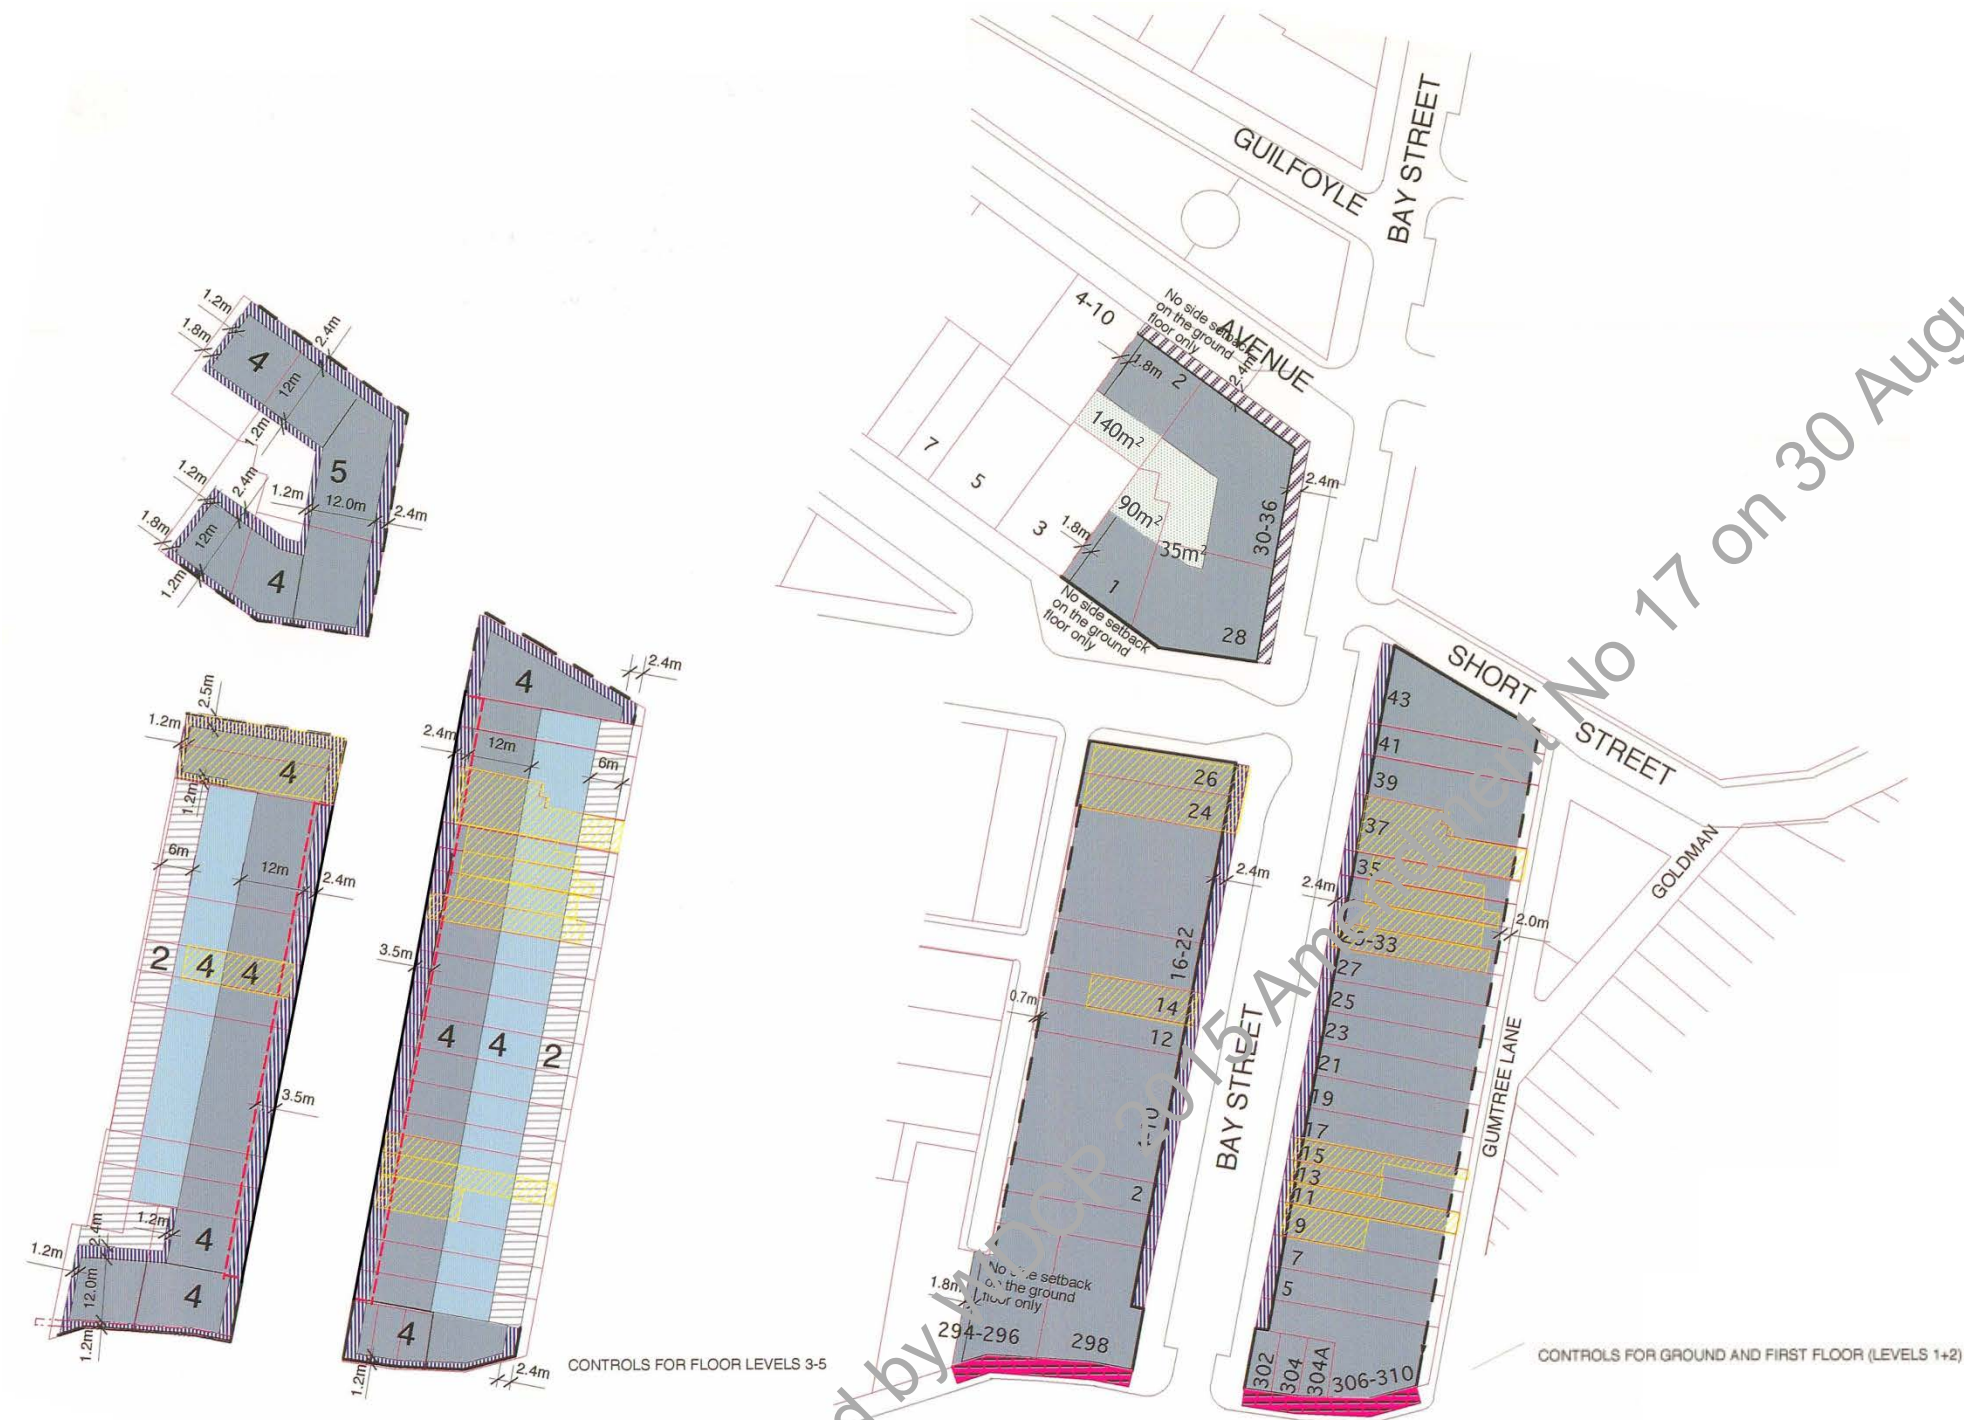 GUILFOYLE
AVENUE
BAY STREET
4-10
No side setback
on the ground
floor only
2.4m
1.8m
2
140m²
7
5
3
90m²
35m²
30-36
2.4m
1.8m
1
No side setback
on the ground
floor only
28
SHORT
STREET
GOLDMAN
GUMTREE LANE
BAY STREET
26
24
2.4m
16-22
14
12
0.7m
2
No side setback
on the ground
floor only
1.8m
294-296
298
43
41
39
37
35
2.4m
2.0m
27
25
23
21
19
17
15
13
11
9
7
5
302
304
304A
306-310
CONTROLS FOR GROUND AND FIRST FLOOR (LEVELS 1+2)
1.2m
1.8m
2.4m
4
12m
1.2m
5
1.2m
2.4m
1.2m
12.0m
2.4m
1.8m
12m
4
1.2m
2.5m
1.2m
4
1.2m
6m
12m
2.4m
2
4
4
3.5m
1.2m
4
2.4m
1.2m
12.0m
4
1.2m
4
2.4m
2.4m
12m
6m
3.5m
4
4
2
4
1.2m
2.4m
CONTROLS FOR FLOOR LEVELS 3-5
d by MDCP 2015 Amendment No 17 on 30 Augu